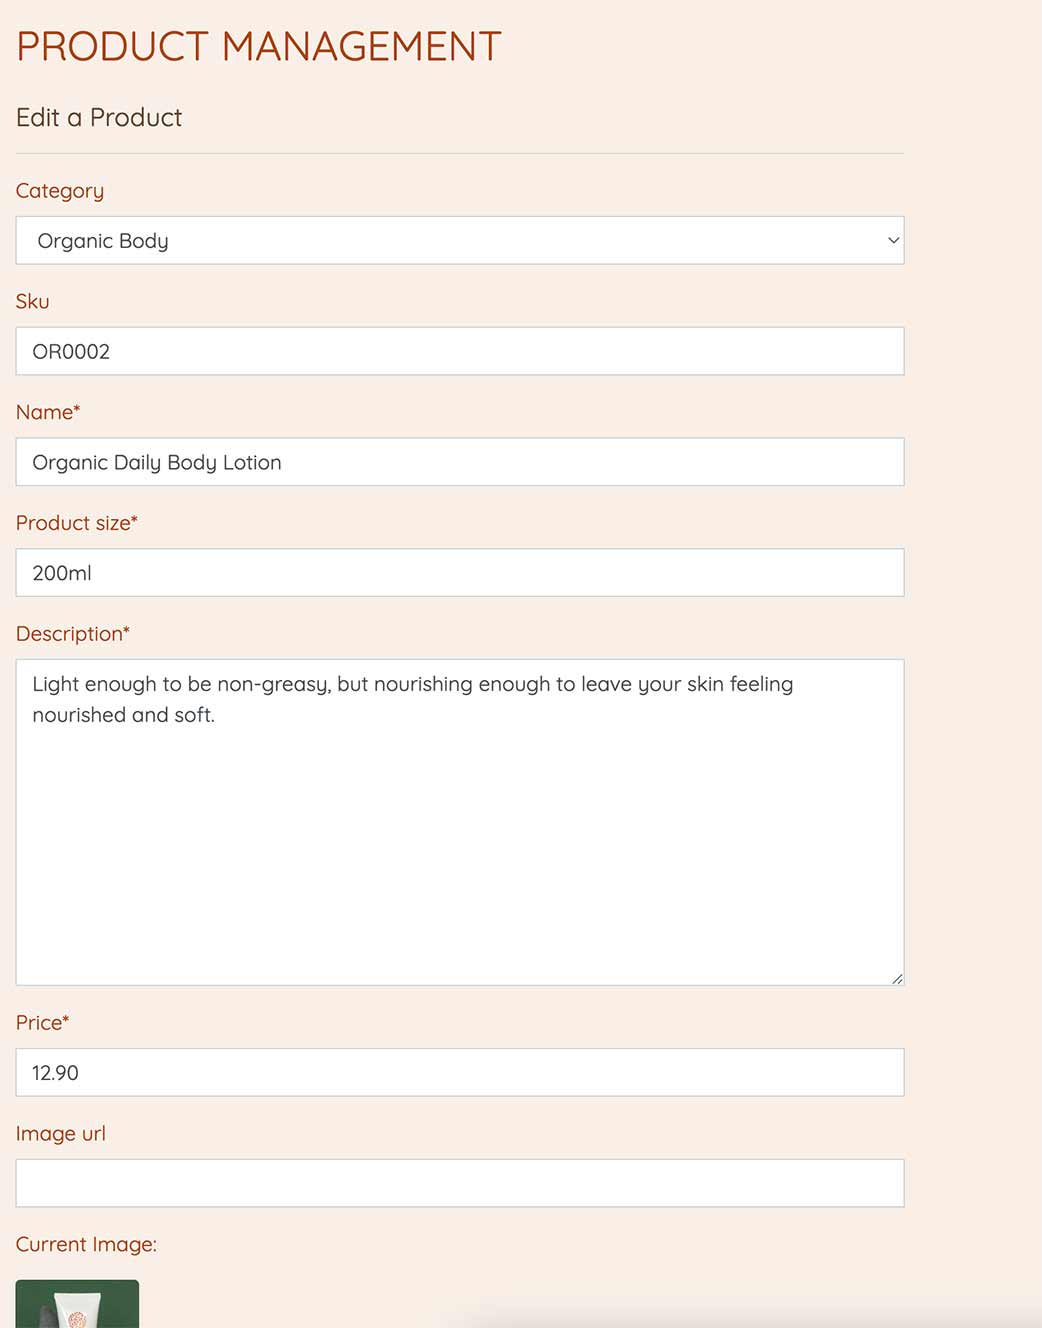 PRODUCT MANAGEMENT
Edit a Product
Category
Organic Body
Sku
OR0002
Name*
Organic Daily Body Lotion
Product size*
200ml
Description*
Light enough to be non-greasy, but nourishing enough to leave your skin feeling
nourished and soft.
Price*
12.90
Image url
Current Image: